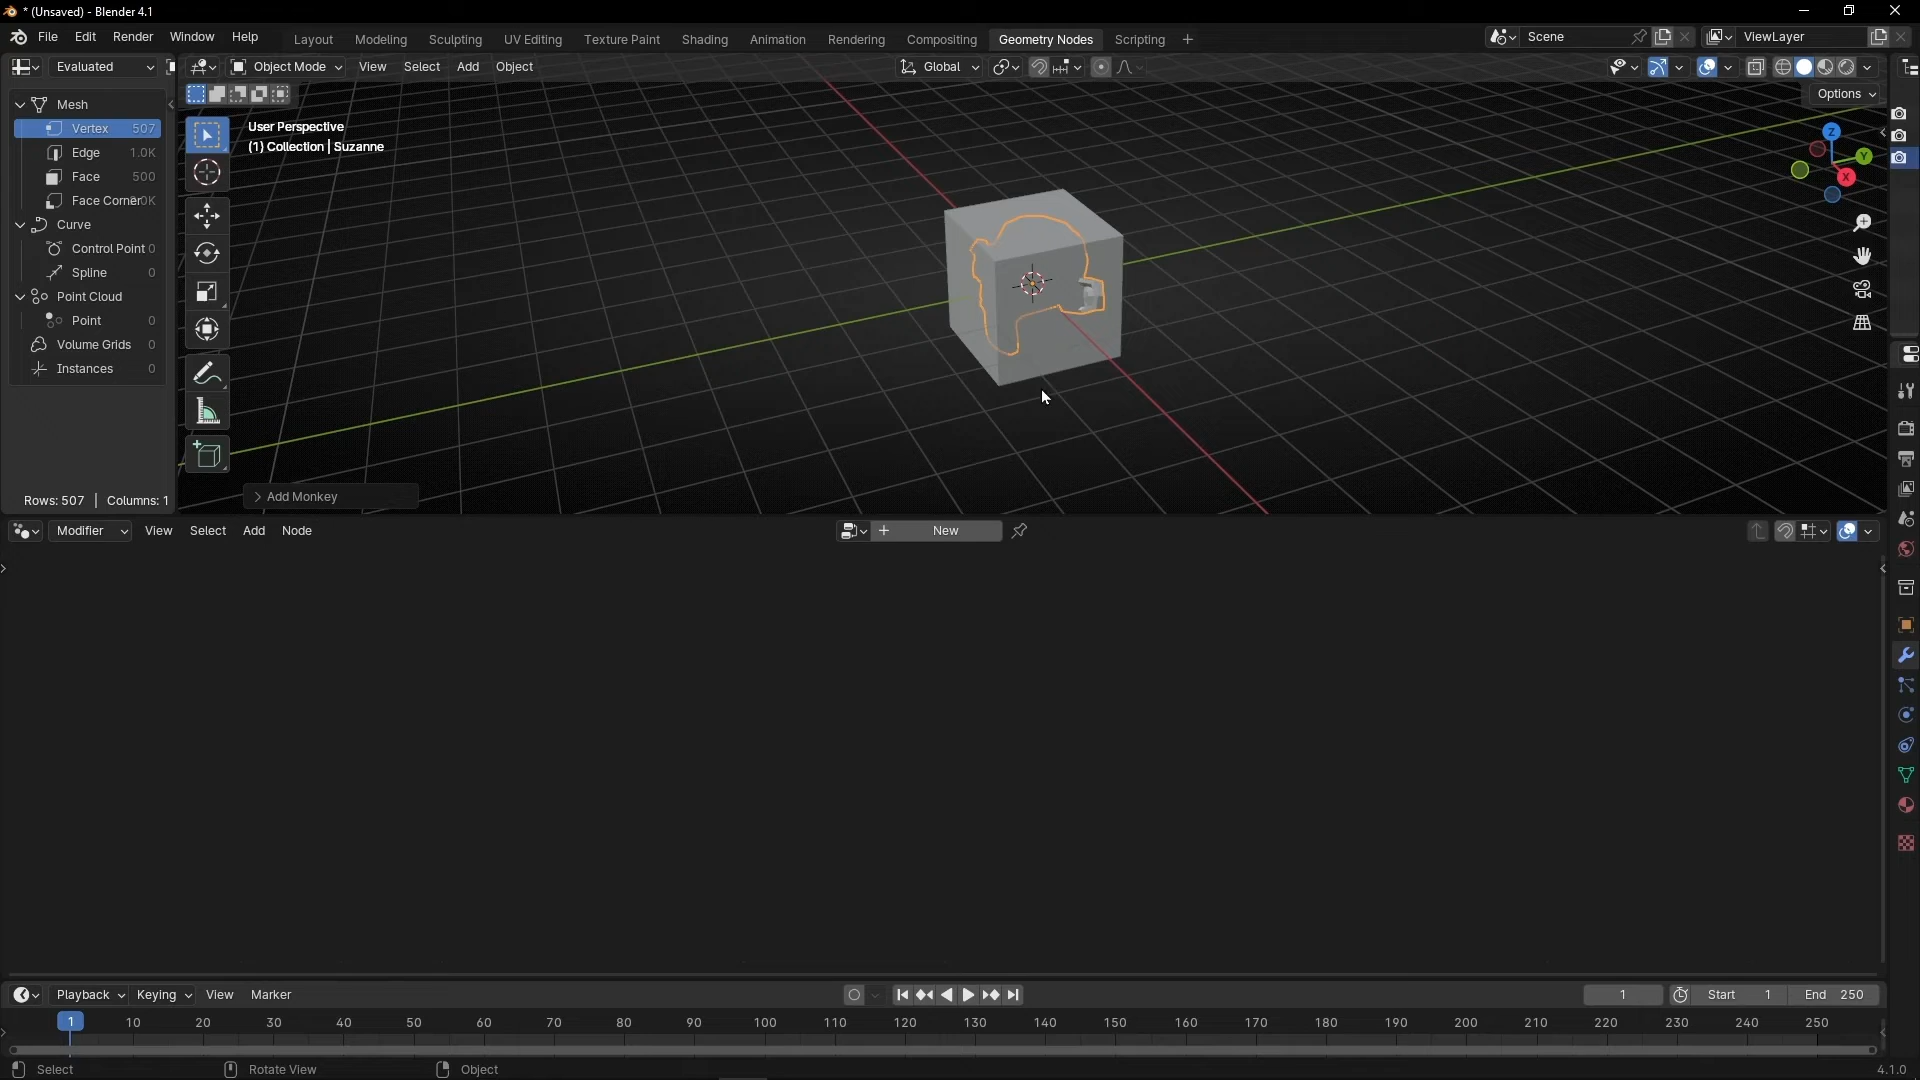 * (Unsaved) - Blender 4.1
File Edit Render Window Help Layout Modeling Sculpting UV Editing Texture Paint Shading Animation Rendering Compositing Geometry Nodes Scripting + Scene ViewLayer
Evaluated Object Mode View Select Add Object Global
Options
Mesh
Vertex 507
Edge 1.0K
Face 500
Face Corner
Curve
Control Point 0
Spline 0
Point Cloud
Point 0
Volume Grids 0
Instances 0
Rows: 507 | Columns: 1
User Perspective
(1) Collection | Suzanne
Z
Y
X
> Add Monkey
Modifier View Select Add Node + New
Playback Keying View Marker 1 Start 1 End 250
1 10 20 30 40 50 60 70 80 90 100 110 120 130 140 150 160 170 180 190 200 210 220 230 240 250
Select Rotate View Object 4.1.0